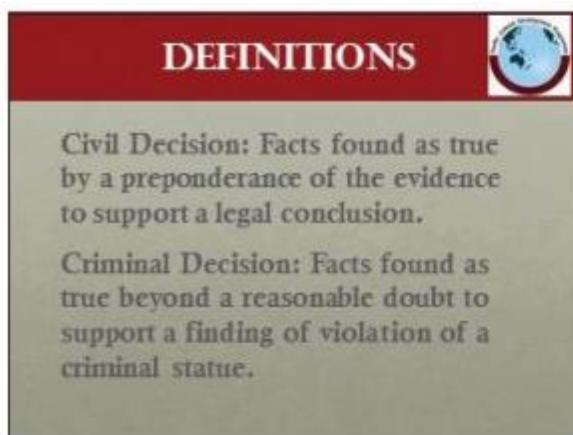 DEFINITIONS
Civil Decision: Facts found as true
by a preponderance of the evidence
to support a legal conclusion.
Criminal Decision: Facts found as
true beyond a reasonable doubt to
support a finding of violation of a
criminal statue.